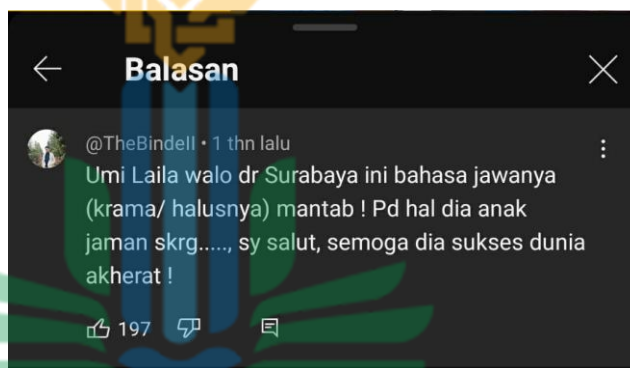 Balasan
@TheBindell • 1 thn lalu
Umi Laila walo dr Surabaya ini bahasa jawanya
(krama/ halusnya) mantab ! Pd hal dia anak
jaman skrg....., sy salut, semoga dia sukses dunia
akherat !
197